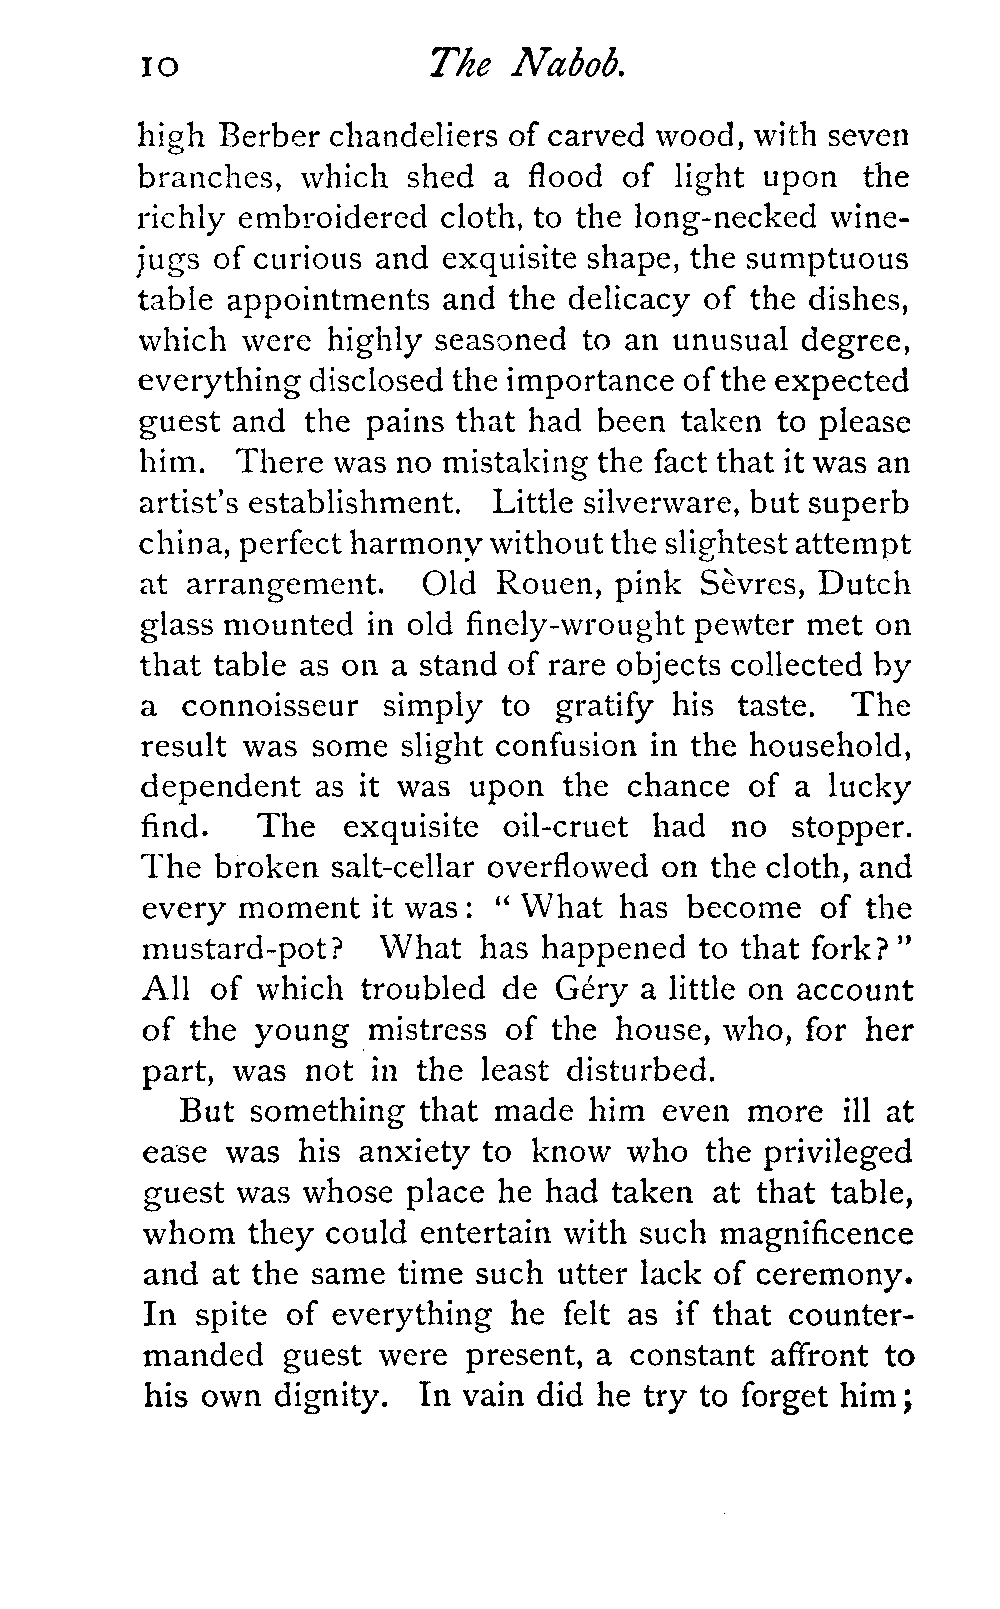 10 The Nabob.
high Berber chandeliers of carved wood, with seven
branches, which shed a flood of light upon the
richly embroidered cloth, to the long-necked wine-
jugs of curious and exquisite shape, the sumptuous
table appointments and the delicacy of the dishes,
which were highly seasoned to an unusual degree,
everything disclosed the importance of the expected
guest and the pains that had been taken to please
him. There was no mistaking the fact that it was an
artist's establishment. Little silverware, but superb
china, perfect harmony without the slightest attempt
at arrangement. Old Rouen, pink Sèvres, Dutch
glass mounted in old finely-wrought pewter met on
that table as on a stand of rare objects collected by
a connoisseur simply to gratify his taste. The
result was some slight confusion in the household,
dependent as it was upon the chance of a lucky
find. The exquisite oil-cruet had no stopper.
The broken salt-cellar overflowed on the cloth, and
every moment it was: " What has become of the
mustard-pot? What has happened to that fork? "
All of which troubled de Géry a little on account
of the young mistress of the house, who, for her
part, was not in the least disturbed.
But something that made him even more ill at
ease was his anxiety to know who the privileged
guest was whose place he had taken at that table,
whom they could entertain with such magnificence
and at the same time such utter lack of ceremony.
In spite of everything he felt as if that counter-
manded guest were present, a constant affront to
his own dignity. In vain did he try to forget him;